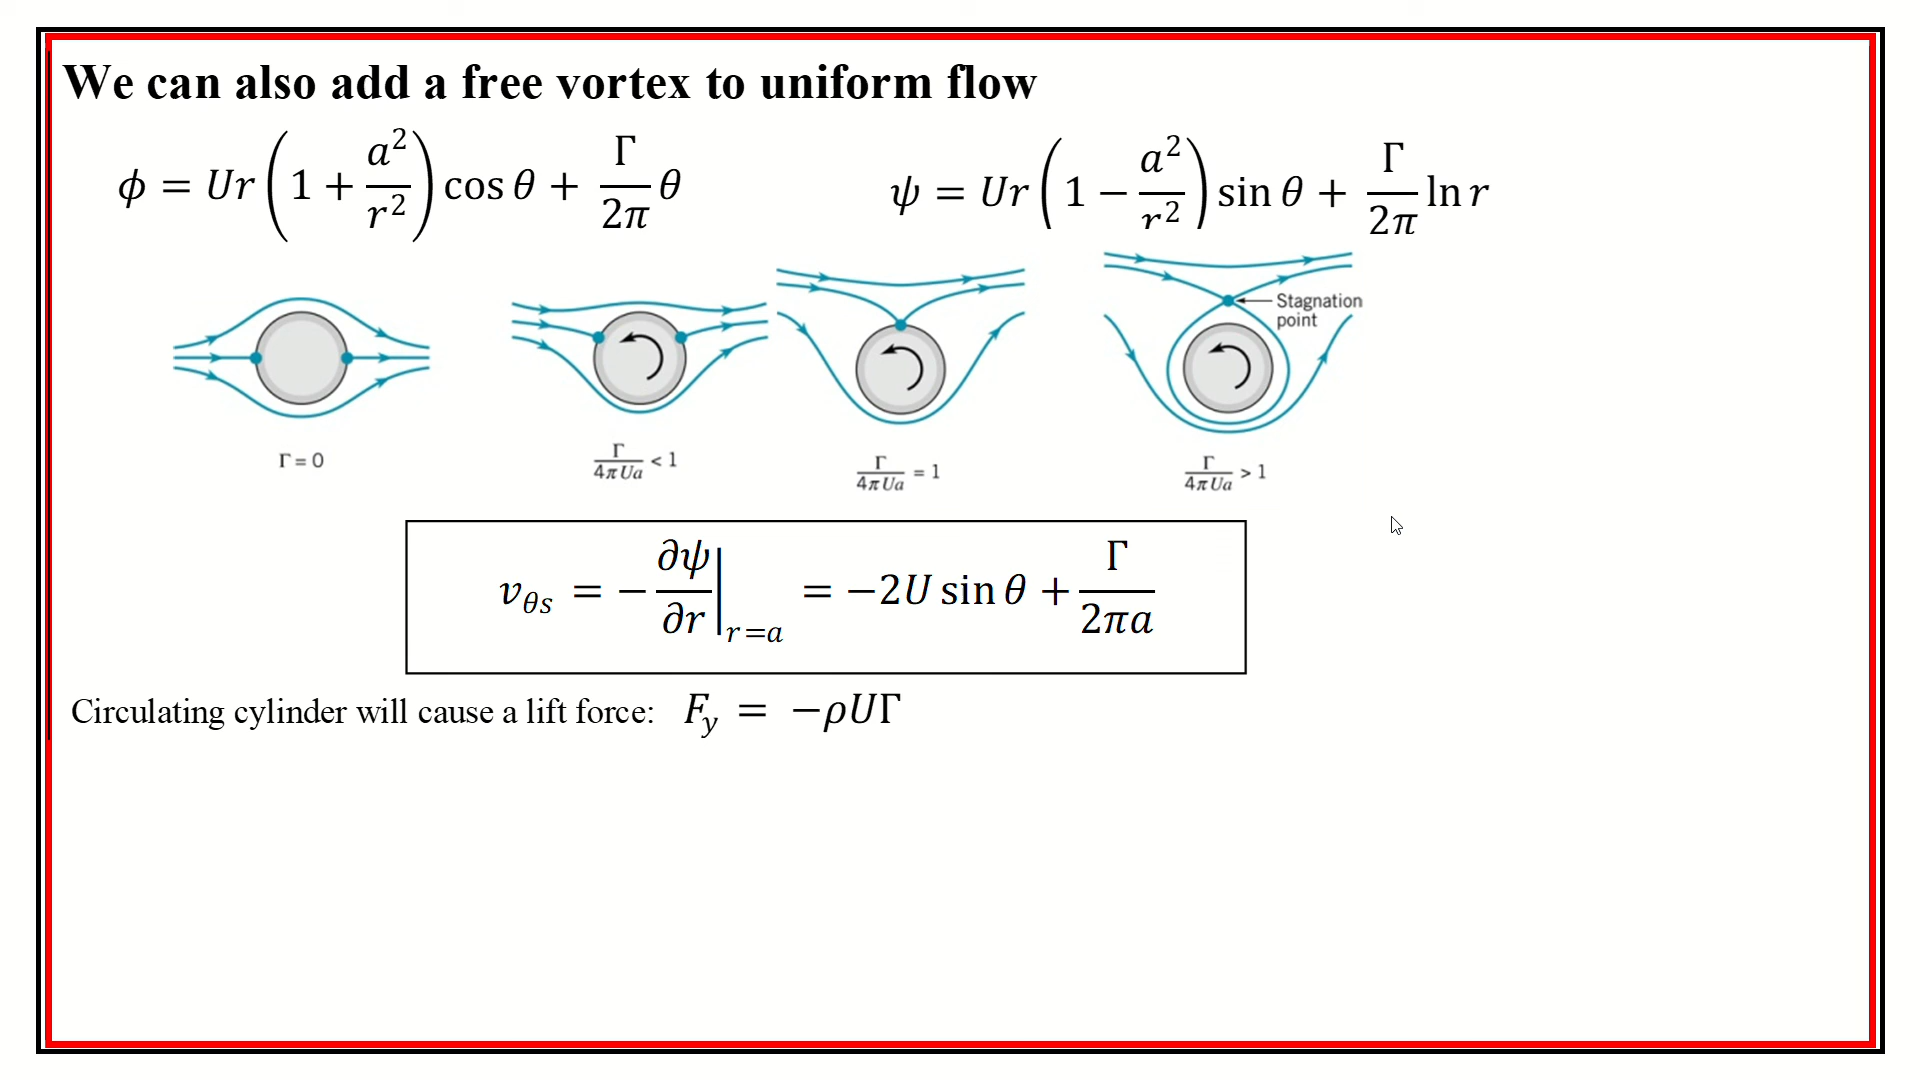 We can also add a free vortex to uniform flow
ϕ = Ur(1 + a²/r²) cos θ + Γ/2π θ
ψ = Ur(1 − a²/r²) sin θ + Γ/2π ln r
Stagnation
point
Γ = 0
Γ/4πUa < 1
Γ/4πUa = 1
Γ/4πUa > 1
v_θs = −∂ψ/∂r|_r=a = −2U sin θ + Γ/2πa
Circulating cylinder will cause a lift force: F_y = −ρUΓ